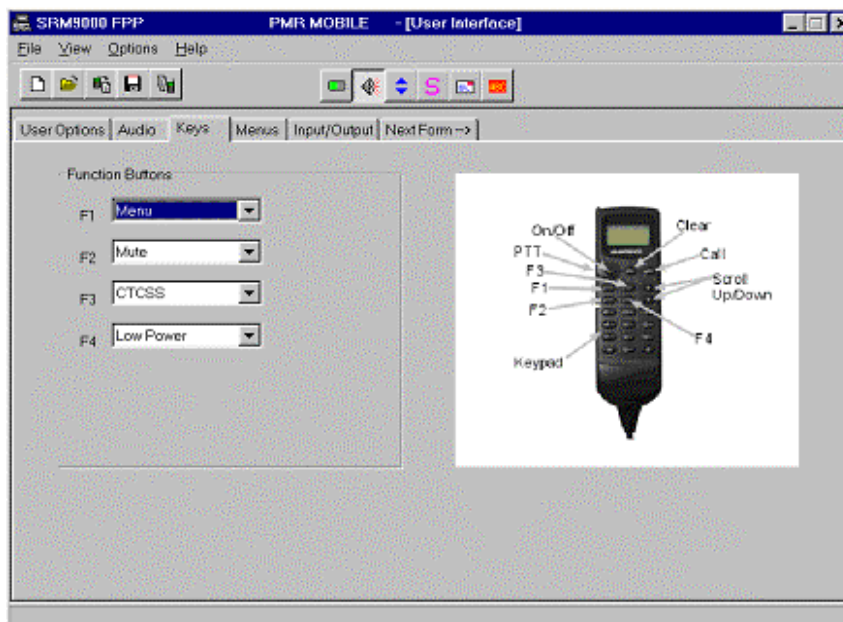 SRM9000 FPP PMR MOBILE - [User Interface]
File View Options Help
S
User Options Audio Keys Menus Input/Output Next Form -->
Function Buttons
F1 Menu
F2 Mute
F3 CTCSS
F4 Low Power
On/Off Clear
PTT Call
F3 Scroll
F1 Up/Down
F2 F4
Keypad